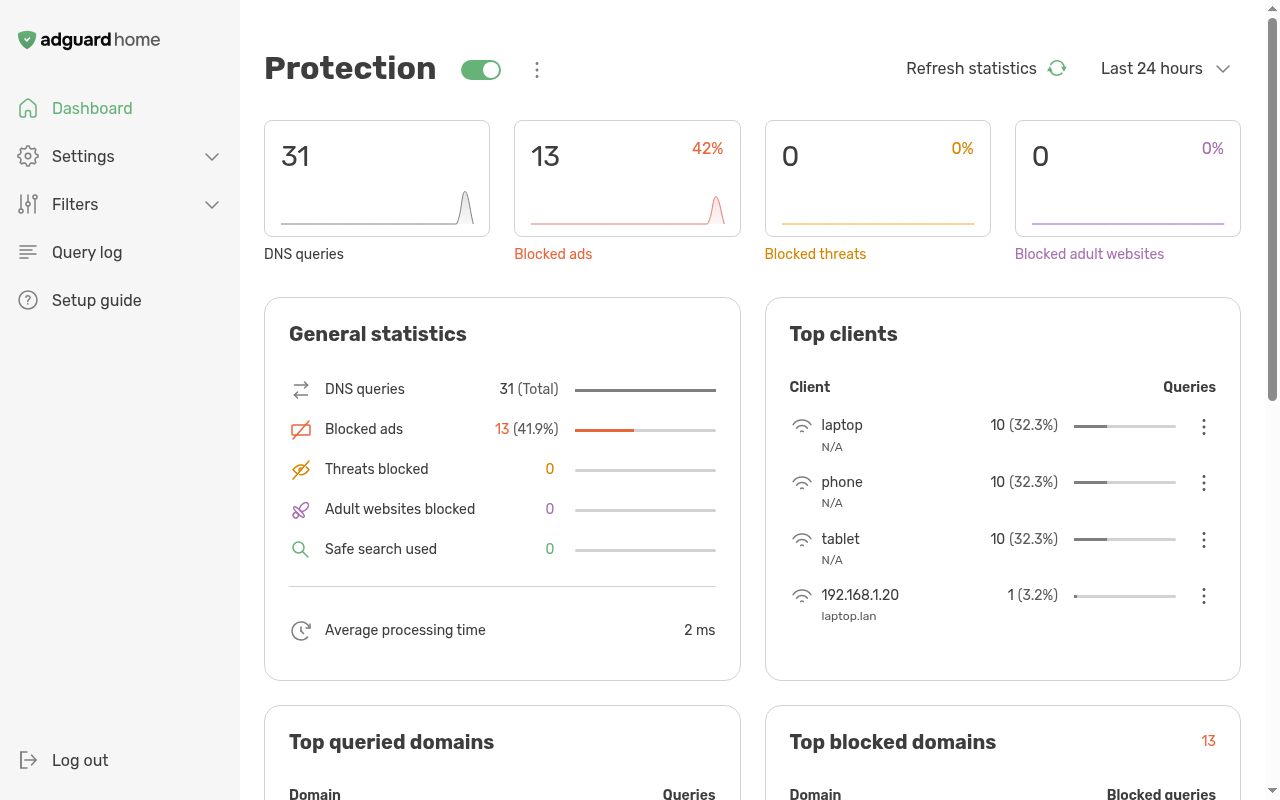 adguard home
Dashboard
Settings
Filters
Query log
Setup guide
Log out
Protection
Refresh statistics
Last 24 hours
31
DNS queries
13
42%
Blocked ads
0
0%
Blocked threats
0
0%
Blocked adult websites
General statistics
DNS queries 31 (Total)
Blocked ads 13 (41.9%)
Threats blocked 0
Adult websites blocked 0
Safe search used 0
Average processing time 2 ms
Top clients
Client Queries
laptop 10 (32.3%)
N/A
phone 10 (32.3%)
N/A
tablet 10 (32.3%)
N/A
192.168.1.20 1 (3.2%)
laptop.lan
Top queried domains
Domain Queries
Top blocked domains 13
Domain Blocked queries